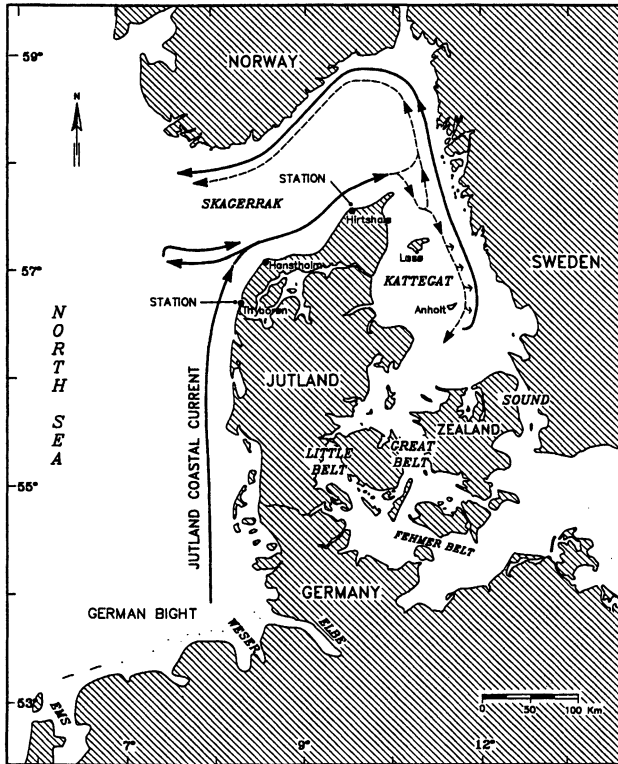 59°
NORWAY
N
STATION
SKAGERRAK
Hirtshals
57°
Hanstholm
Læsø
SWEDEN
KATTEGAT
STATION
Thyborøn
Anholt
NORTH SEA
JUTLAND
SOUND
ZEALAND
JUTLAND COASTAL CURRENT
LITTLE
BELT
GREAT
BELT
55°
FEHMER BELT
GERMANY
GERMAN BIGHT
WESER
ELBE
53°
EMS
0 50 100 Km.
7°
9°
12°